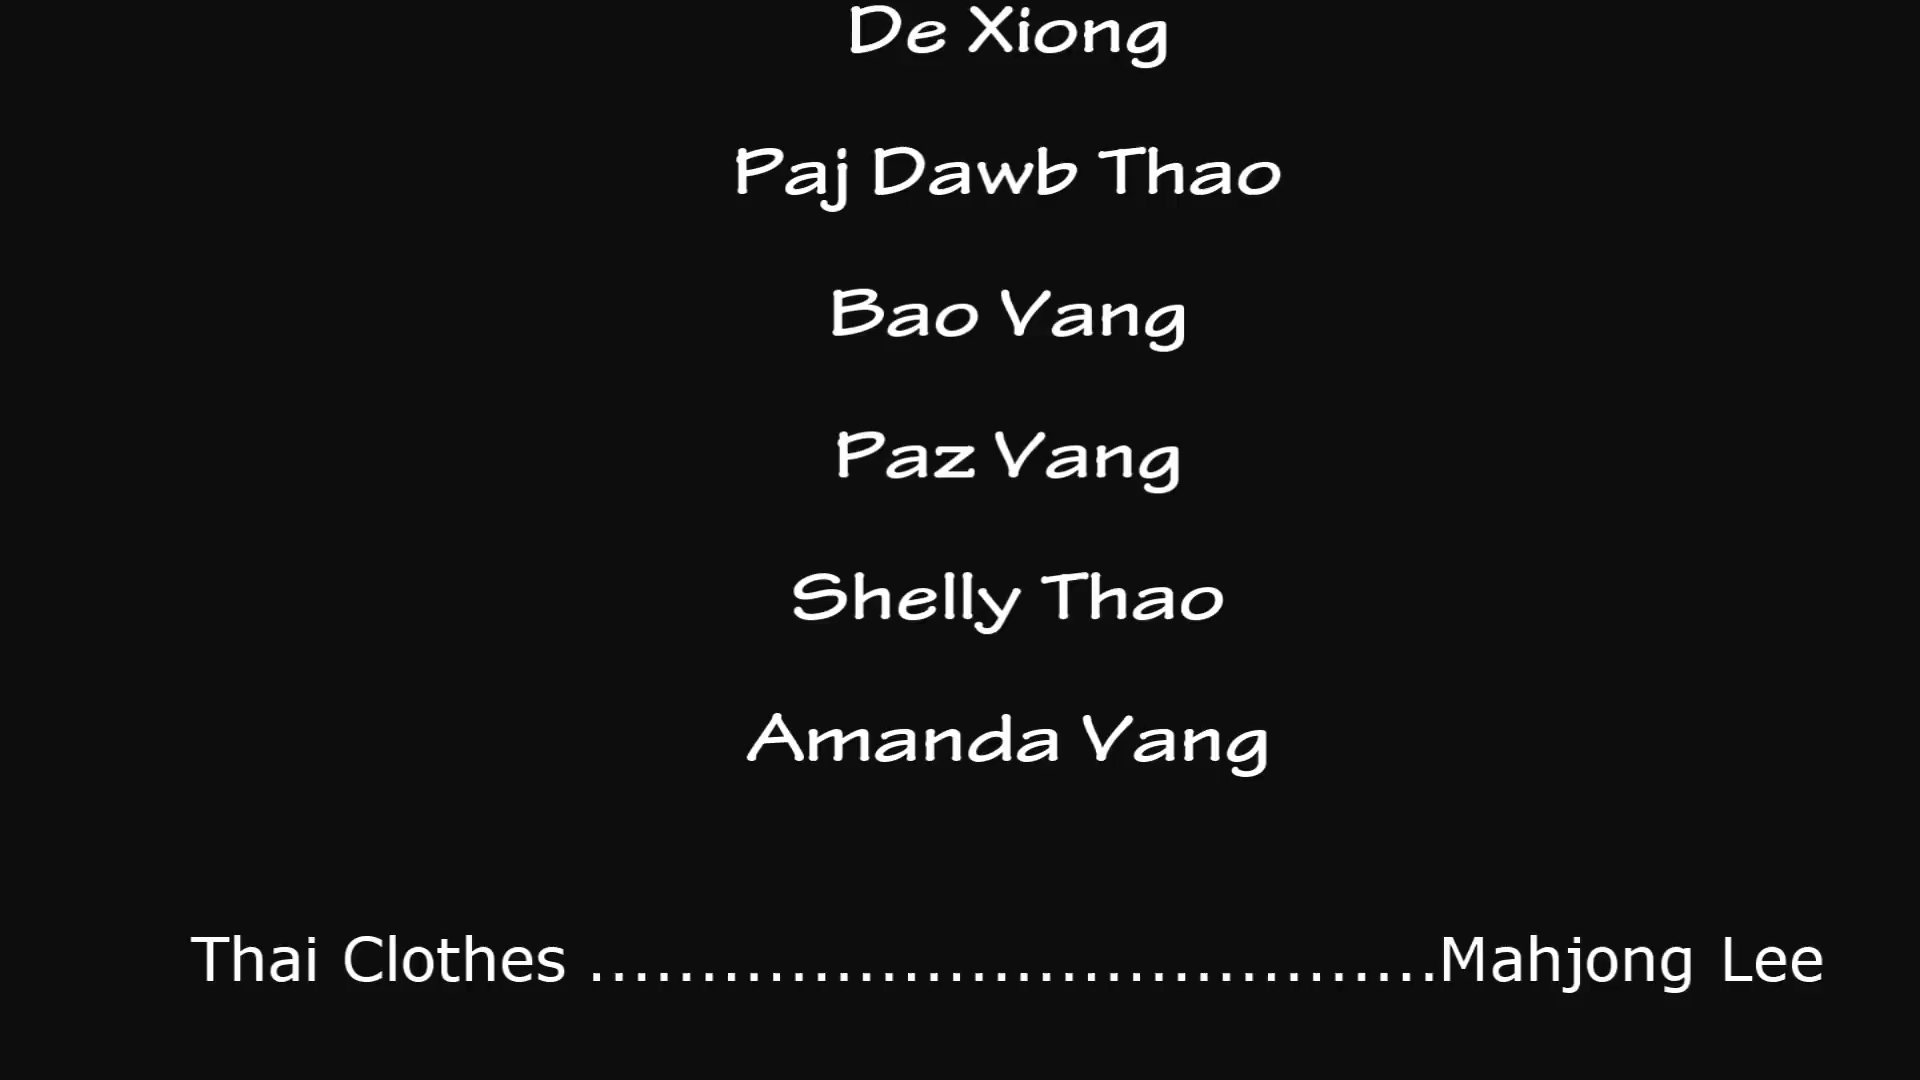 De Xiong
Paj Dawb Thao
Bao Vang
Paz Vang
Shelly Thao
Amanda Vang
Thai Clothes ......................................Mahjong Lee